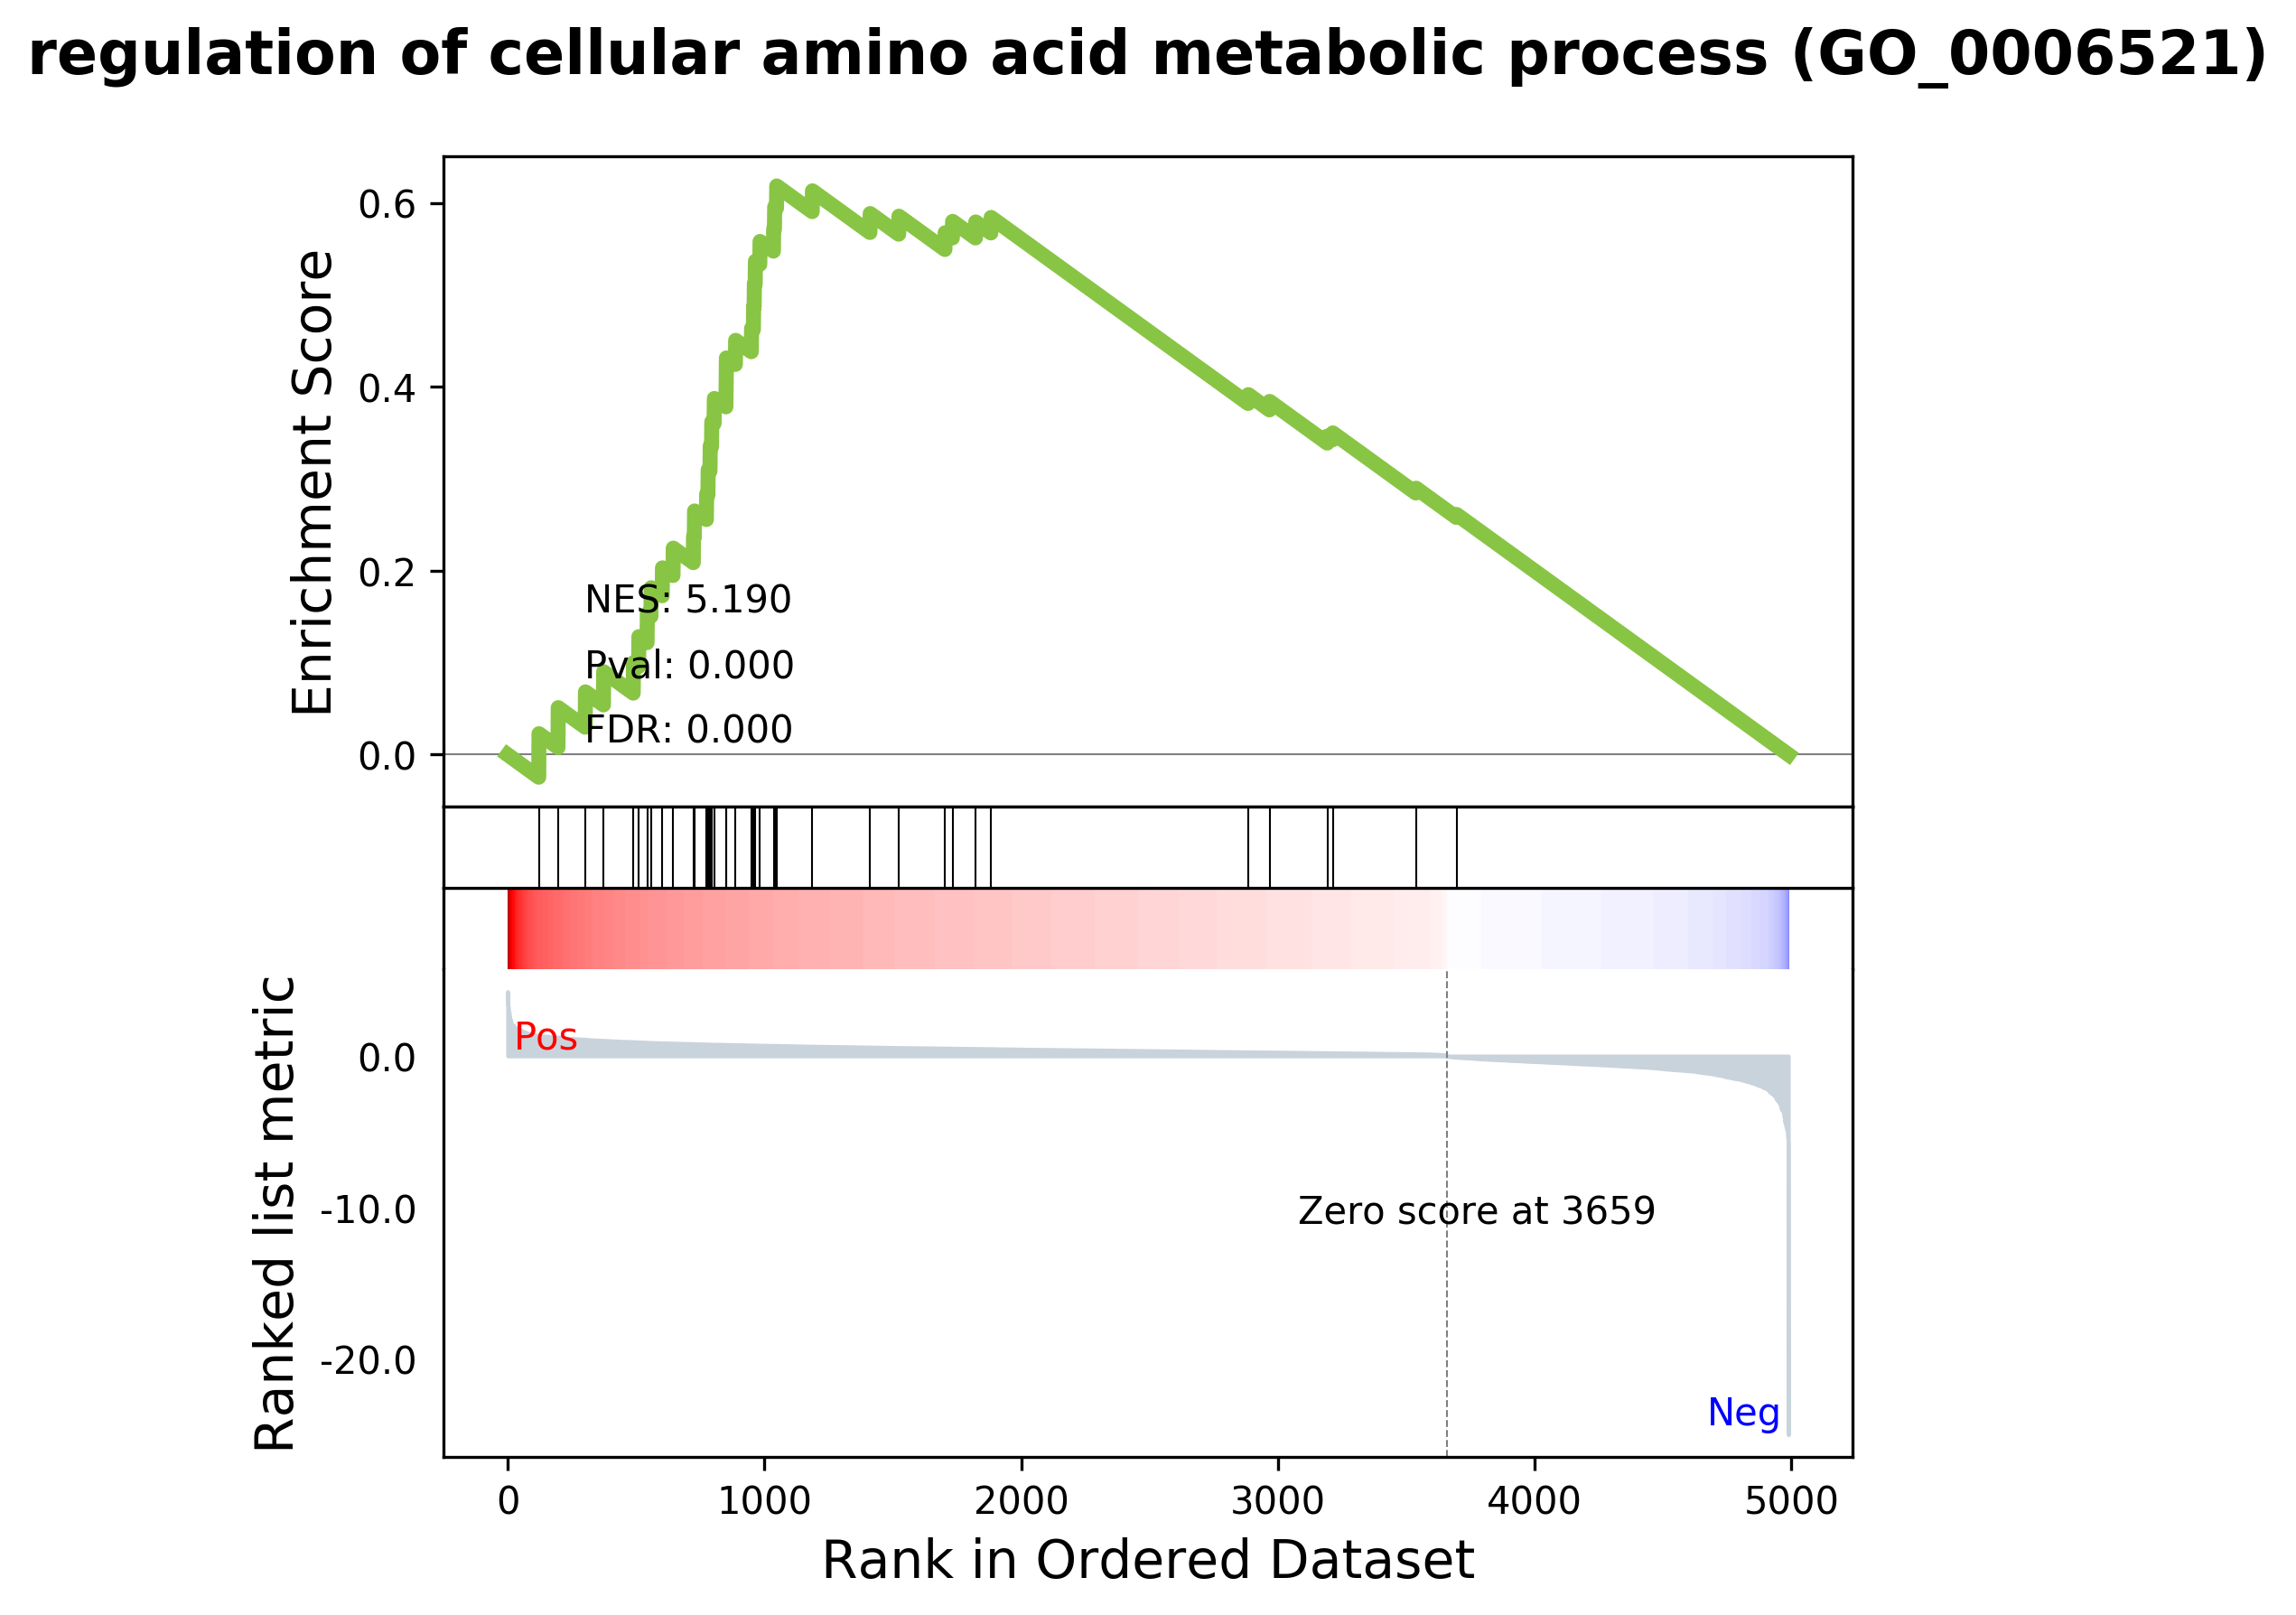 regulation of cellular amino acid metabolic process (GO_0006521)
Enrichment Score
0.6
0.4
0.2
0.0
NES: 5.190
Pval: 0.000
FDR: 0.000
Ranked list metric
0.0
-10.0
-20.0
Pos
Zero score at 3659
Neg
0 1000 2000 3000 4000 5000
Rank in Ordered Dataset